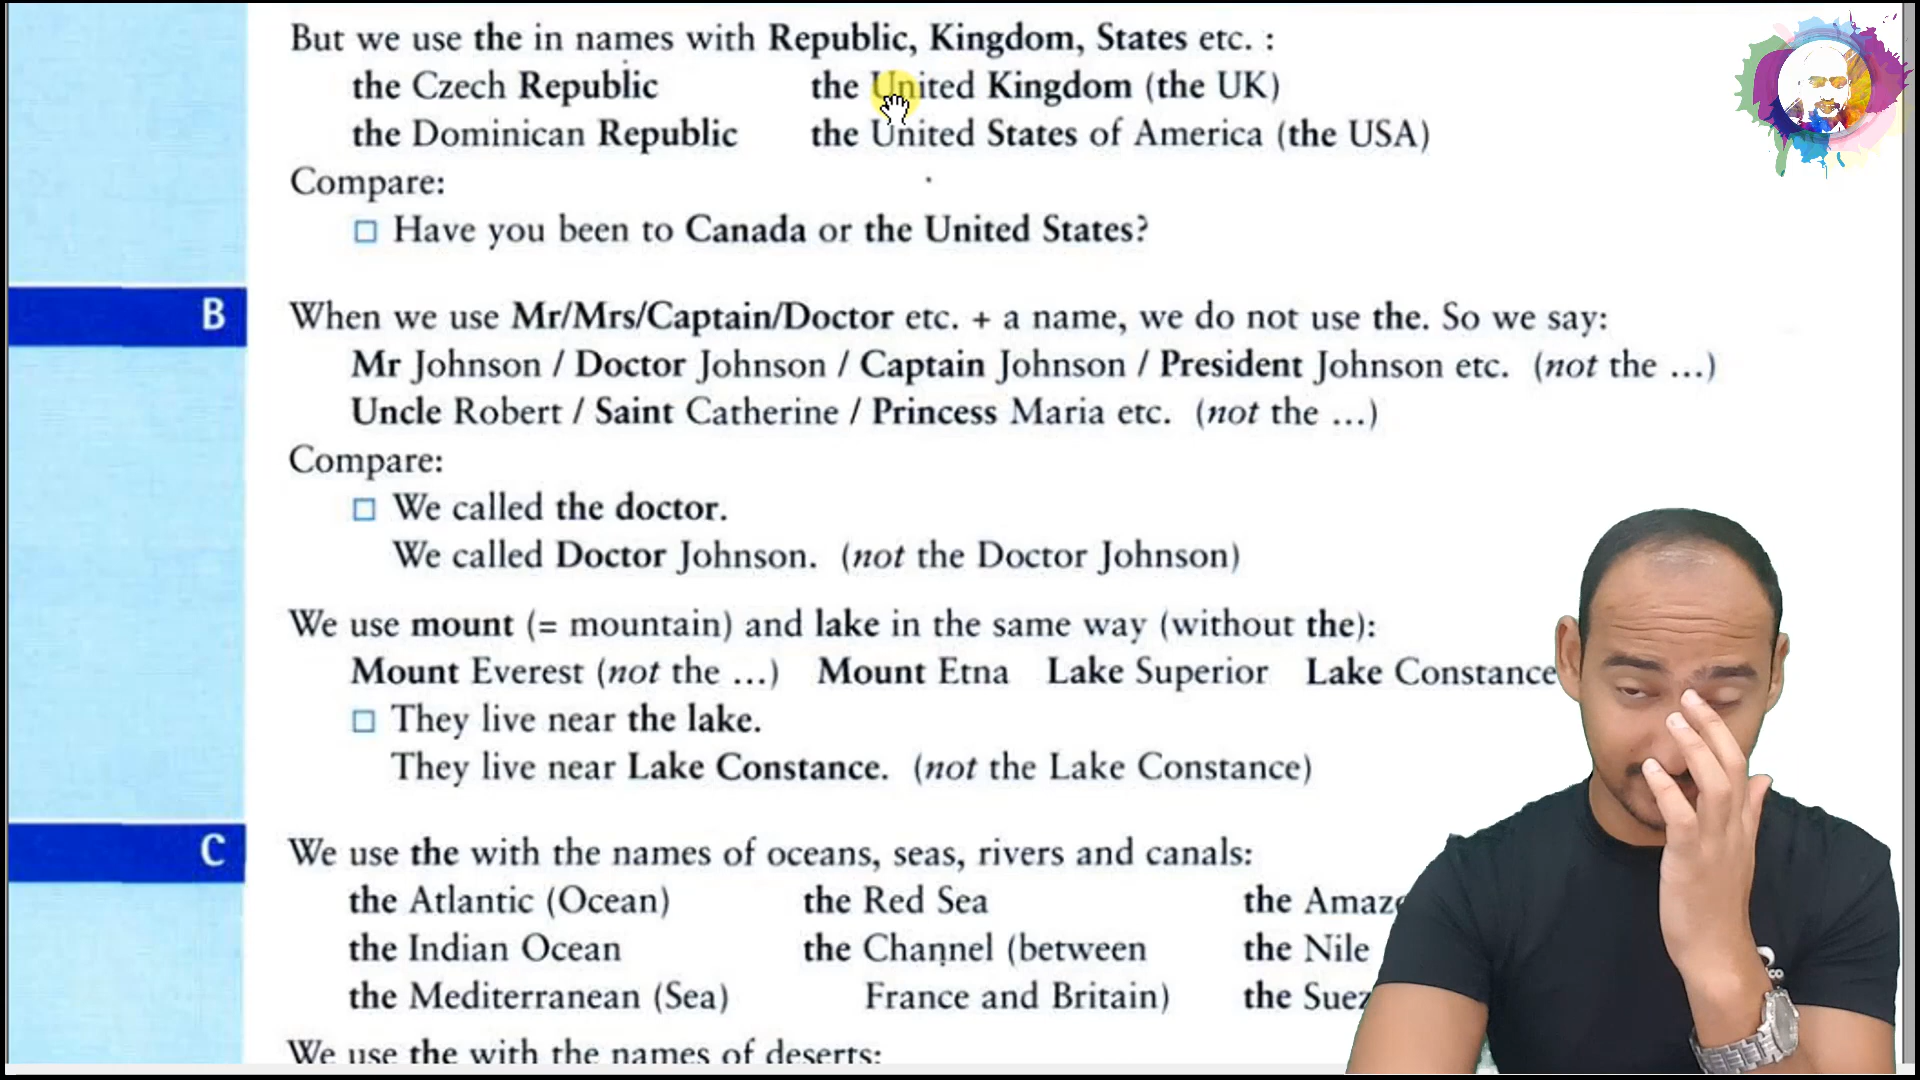 But we use the in names with Republic, Kingdom, States etc. :
the Czech Republic the United Kingdom (the UK)
the Dominican Republic the United States of America (the USA)
Compare:
Have you been to Canada or the United States?
B When we use Mr/Mrs/Captain/Doctor etc. + a name, we do not use the. So we say:
Mr Johnson / Doctor Johnson / Captain Johnson / President Johnson etc. (not the ...)
Uncle Robert / Saint Catherine / Princess Maria etc. (not the ...)
Compare:
We called the doctor.
We called Doctor Johnson. (not the Doctor Johnson)
We use mount (= mountain) and lake in the same way (without the):
Mount Everest (not the ...) Mount Etna Lake Superior Lake Constance
They live near the lake.
They live near Lake Constance. (not the Lake Constance)
C We use the with the names of oceans, seas, rivers and canals:
the Atlantic (Ocean) the Red Sea the
the Indian Ocean the Channel (between the Nile
the Mediterranean (Sea) France and Britain) the Suez
We use the with the names of deserts: